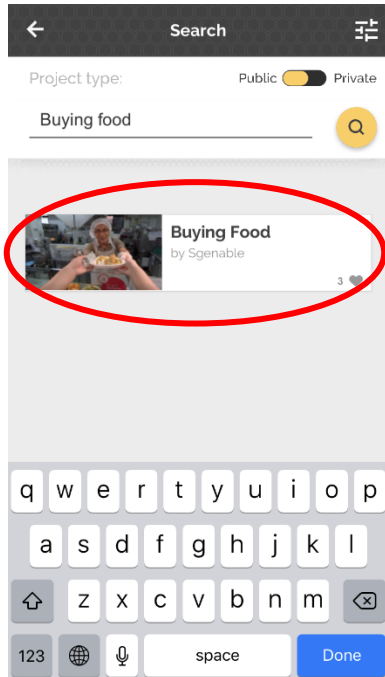 Search
Project type: Public Private
Buying food
Buying Food
by Sgenable
3
q w e r t y u i o p
a s d f g h j k l
z x c v b n m
123 space Done